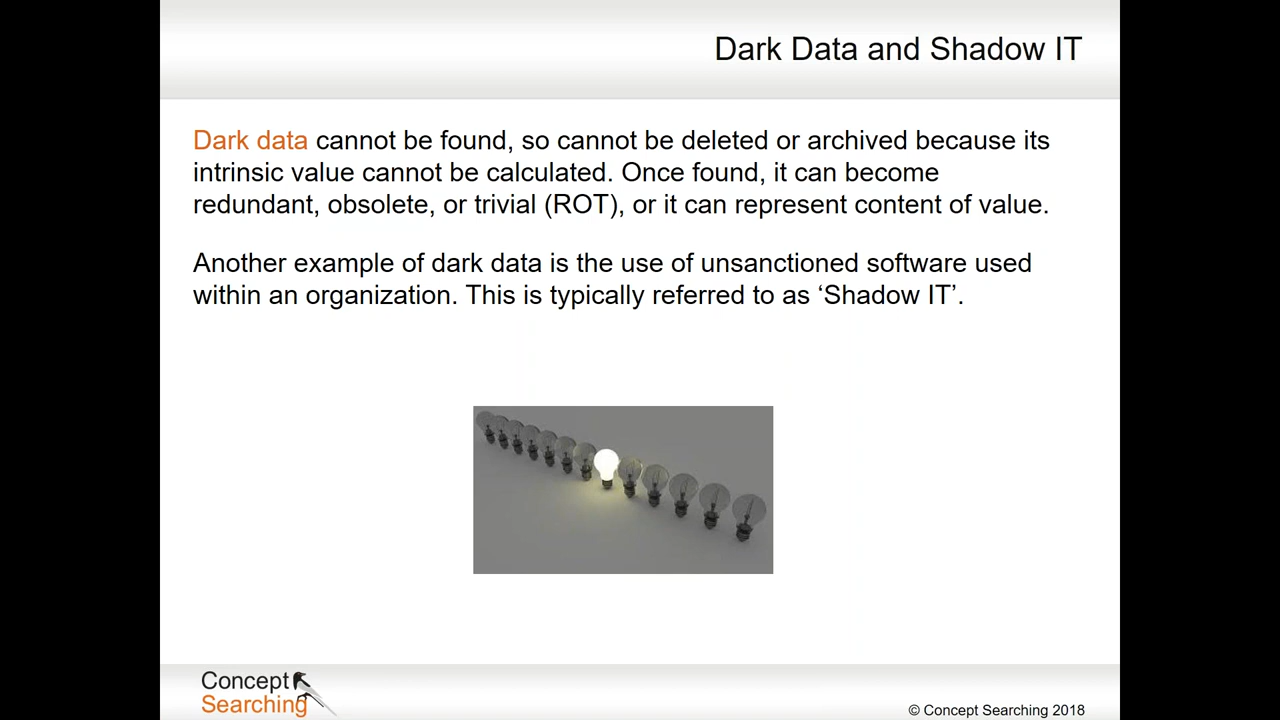 Dark Data and Shadow IT
Dark data cannot be found, so cannot be deleted or archived because its
intrinsic value cannot be calculated. Once found, it can become
redundant, obsolete, or trivial (ROT), or it can represent content of value.
Another example of dark data is the use of unsanctioned software used
within an organization. This is typically referred to as ‘Shadow IT’.
Concept
Searching
© Concept Searching 2018